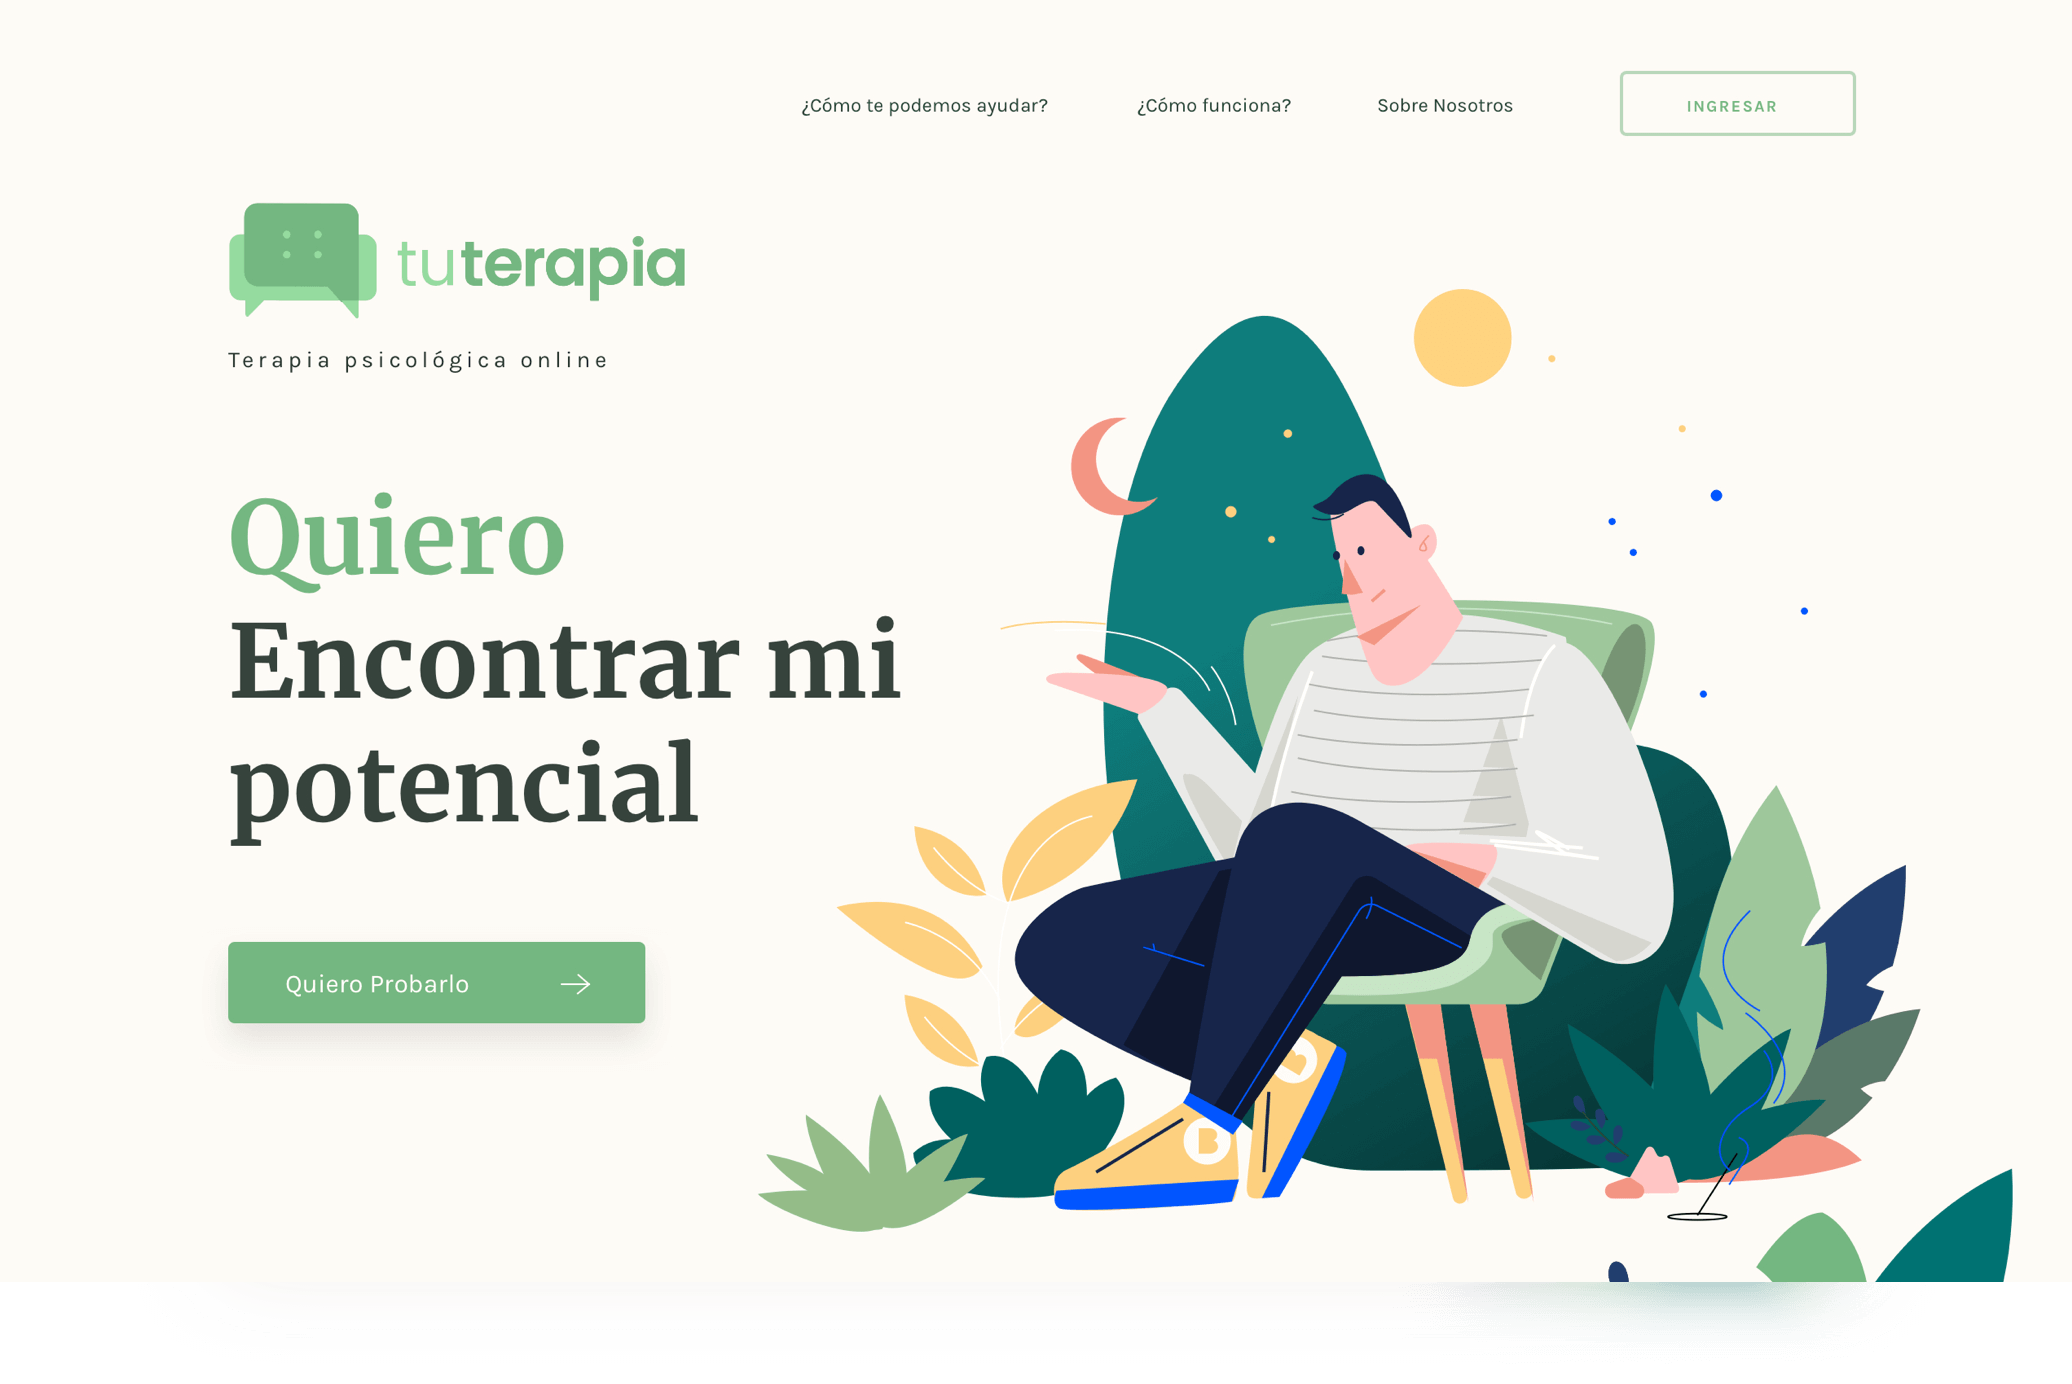 ¿Cómo te podemos ayudar? ¿Cómo funciona? Sobre Nosotros INGRESAR
tuterapia
Terapia psicológica online
Quiero
Encontrar mi
potencial
Quiero Probarlo
B
B